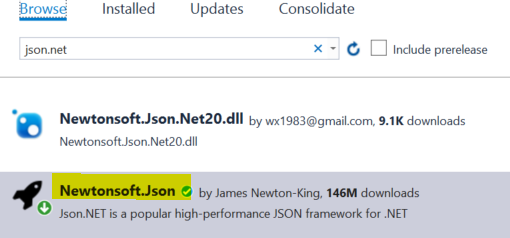 Browse Installed Updates Consolidate
json.net Include prerelease
Newtonsoft.Json.Net20.dll by wx1983@gmail.com, 9.1K downloads
Newtonsoft.Json.Net20.dll
Newtonsoft.Json by James Newton-King, 146M downloads
Json.NET is a popular high-performance JSON framework for .NET